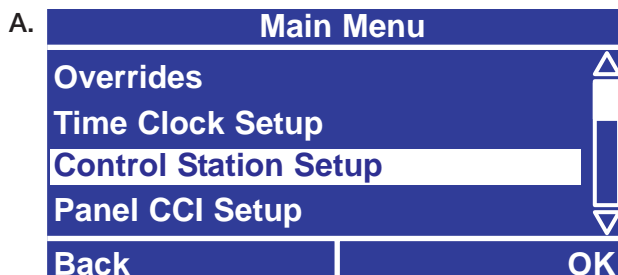 A.
Main Menu
Overrides
Time Clock Setup
Control Station Setup
Panel CCI Setup
Back OK